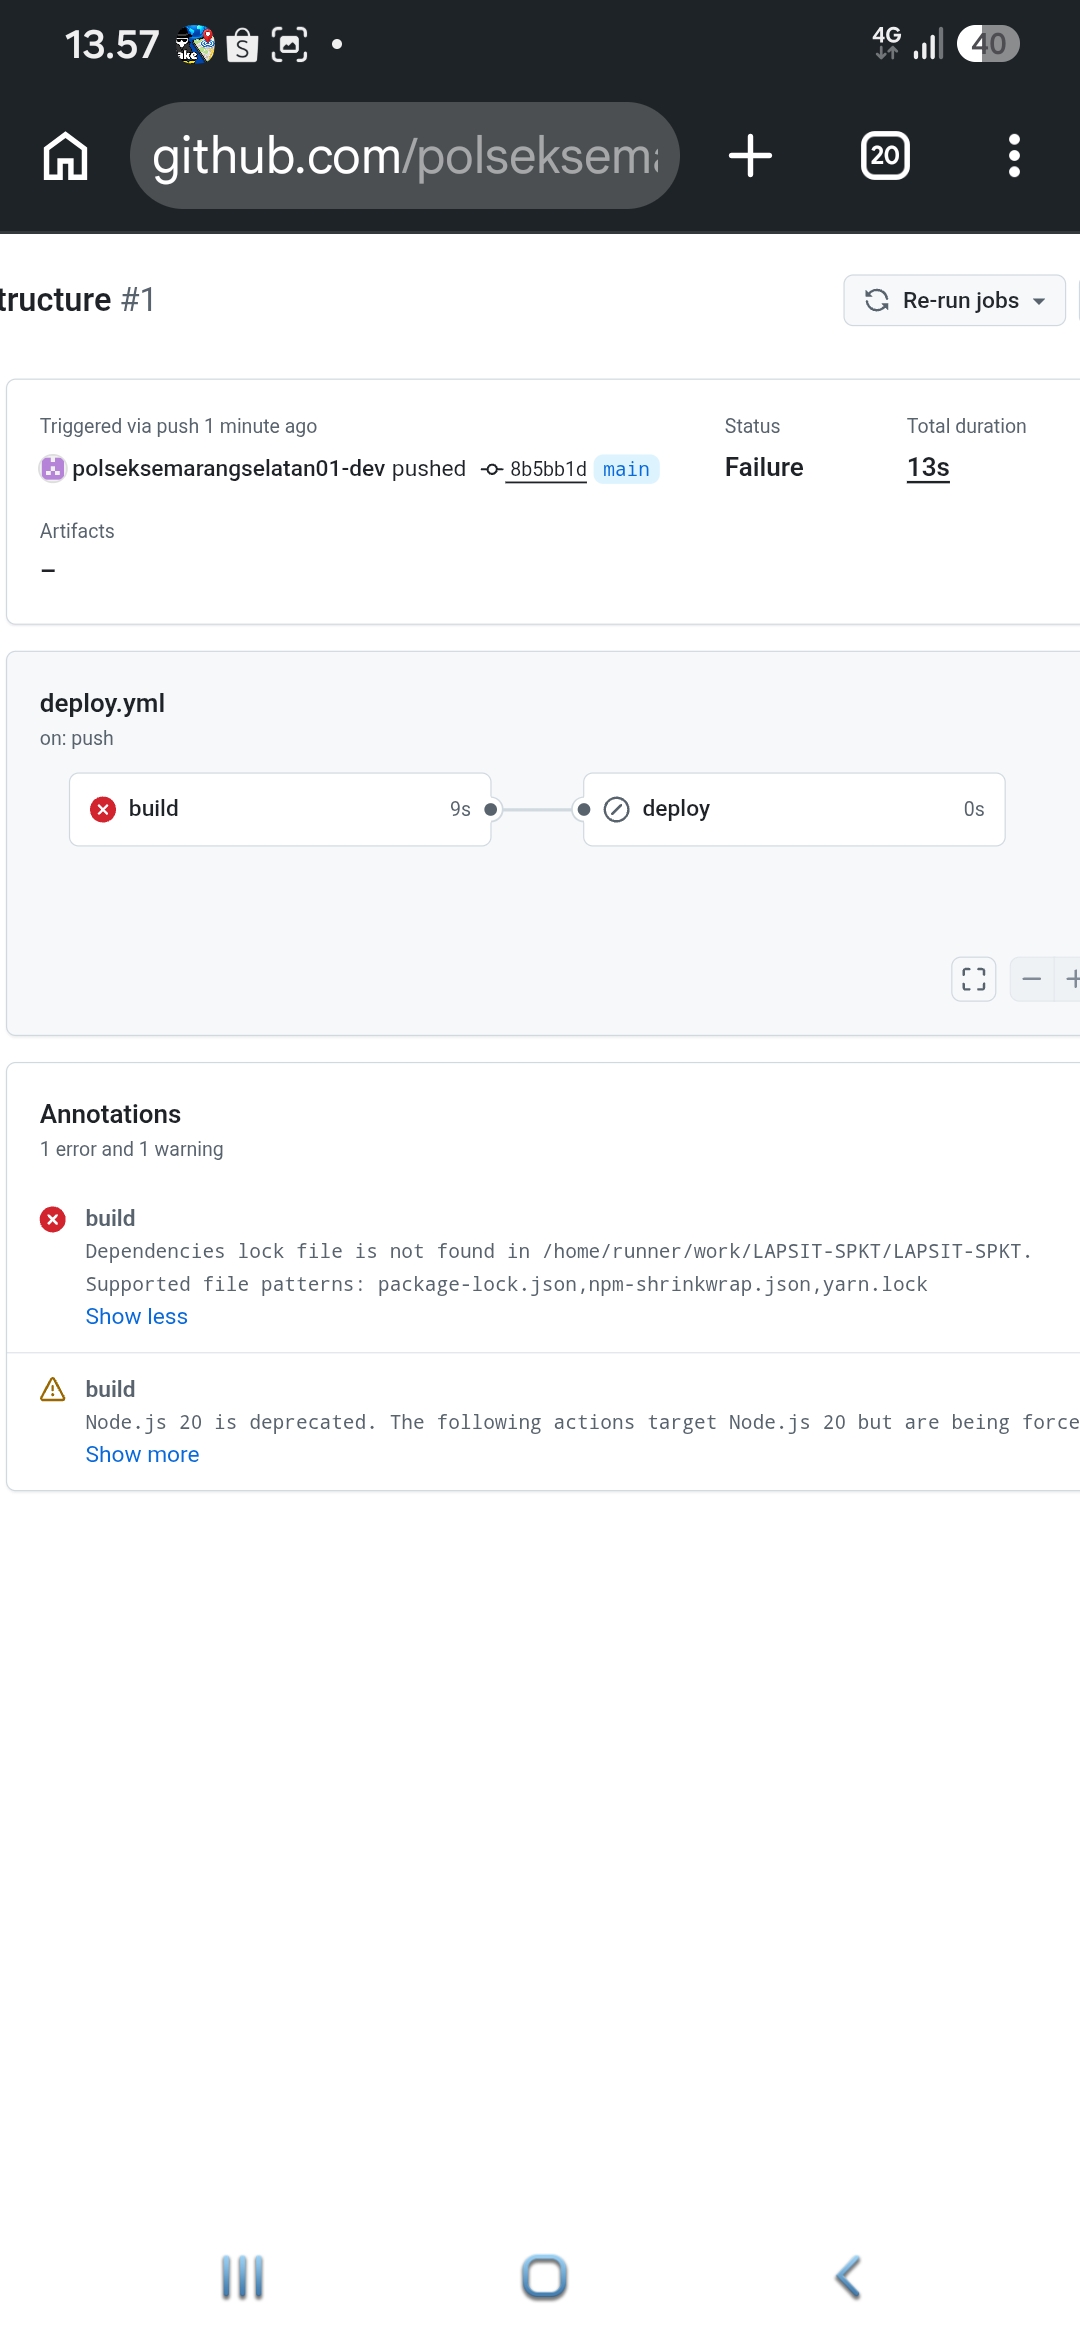 13.57
4G
40
github.com/polseksema
20
tructure #1
Re-run jobs
Triggered via push 1 minute ago
Status
Total duration
polseksemarangselatan01-dev pushed 8b5bb1d main
Failure
13s
Artifacts
–
deploy.yml
on: push
build 9s
deploy 0s
Annotations
1 error and 1 warning
build
Dependencies lock file is not found in /home/runner/work/LAPSIT-SPKT/LAPSIT-SPKT.
Supported file patterns: package-lock.json,npm-shrinkwrap.json,yarn.lock
Show less
build
Node.js 20 is deprecated. The following actions target Node.js 20 but are being force
Show more